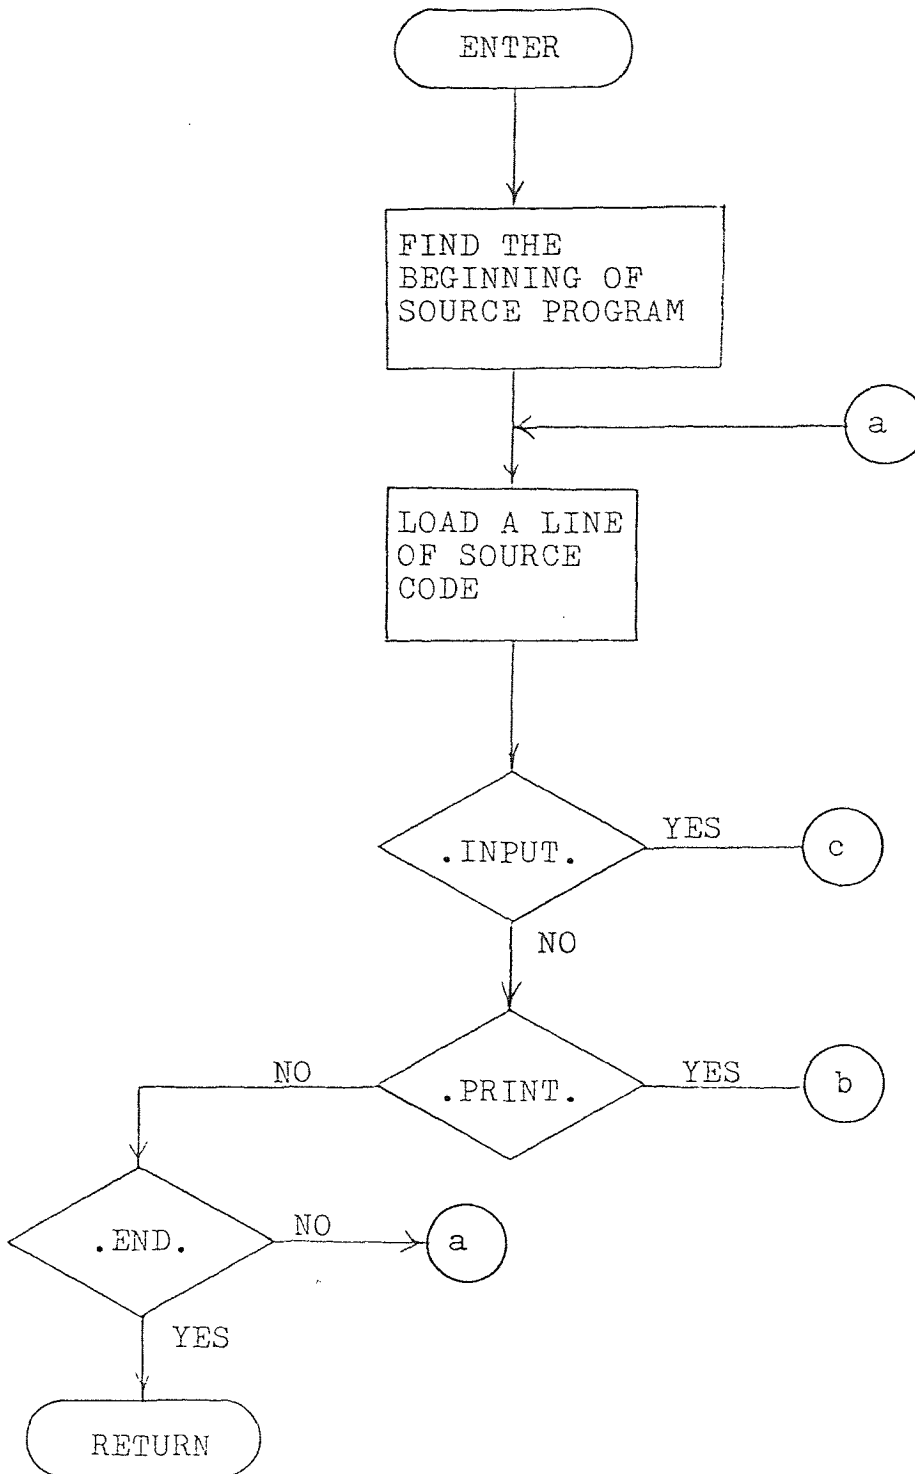 ENTER
FIND THE
BEGINNING OF
SOURCE PROGRAM
a
LOAD A LINE
OF SOURCE
CODE
.INPUT.
YES
c
NO
.PRINT.
NO
YES
b
.END.
NO
a
YES
RETURN